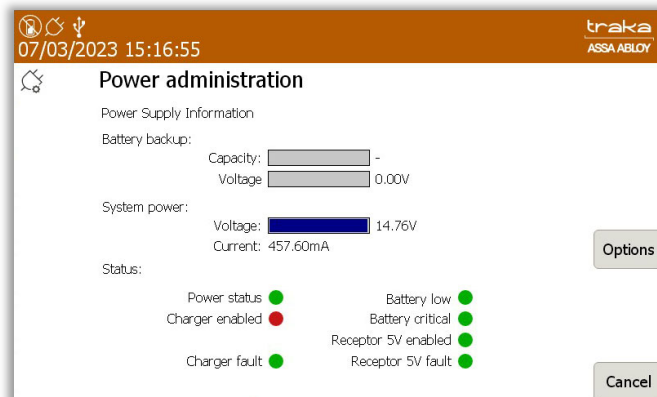 traka
07/03/2023 15:16:55
ASSA ABLOY
Power administration
Power Supply Information
Battery backup:
Capacity: -
Voltage 0.00V
System power:
Voltage: 14.76V
Current: 457.60mA
Options
Status:
Power status Battery low
Charger enabled Battery critical
Receptor 5V enabled
Charger fault Receptor 5V fault
Cancel